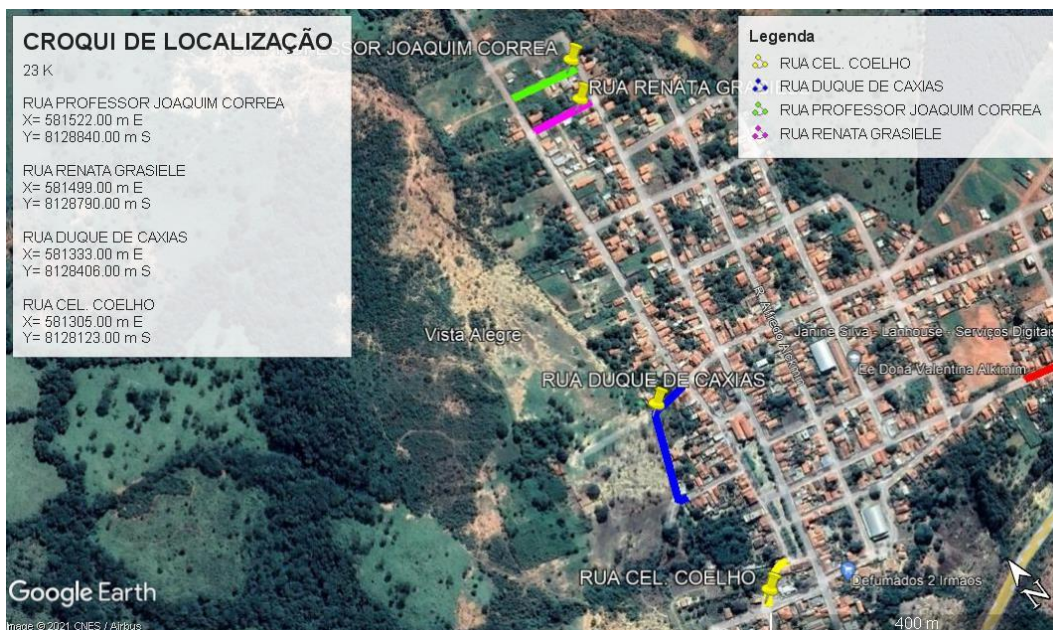 CROQUI DE LOCALIZAÇÃO
23 K
RUA PROFESSOR JOAQUIM CORREA
X= 581522.00 m E
Y= 8128840.00 m S
RUA RENATA GRASIELE
X= 581499.00 m E
Y= 8128790.00 m S
RUA DUQUE DE CAXIAS
X= 581333.00 m E
Y= 8128406.00 m S
RUA CEL. COELHO
X= 581305.00 m E
Y= 8128123.00 m S
Legenda
RUA CEL. COELHO
RUA DUQUE DE CAXIAS
RUA PROFESSOR JOAQUIM CORREA
RUA RENATA GRASIELE
PROFESSOR JOAQUIM CORREA
RUA RENATA GRASIELE
Vista Alegre
Janine Silva - Lanhouse - Serviços Digitais
Ee Dona Valentina Alkimim
RUA DUQUE DE CAXIAS
RUA CEL. COELHO
Defumados 2 Irmaos
N
400 m
Google Earth
Image © 2021 CNES / Airbus